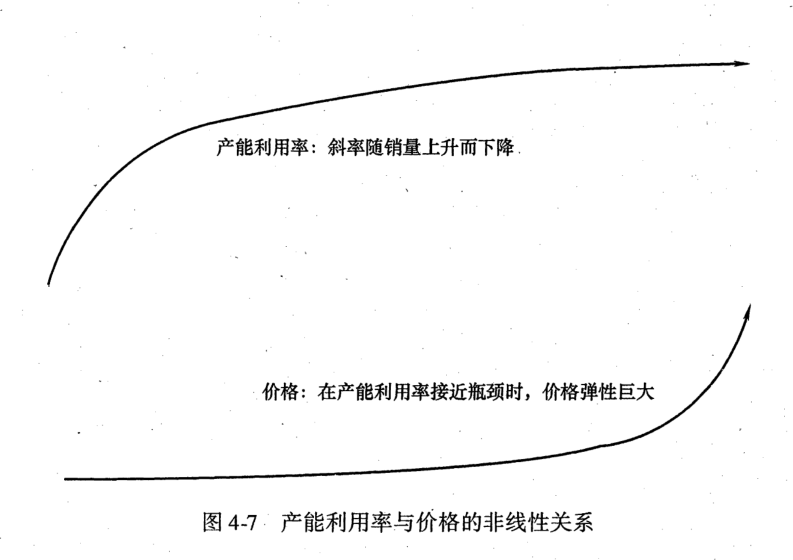 产能利用率：斜率随销量上升而下降
价格：在产能利用率接近瓶颈时，价格弹性巨大
图 4-7 产能利用率与价格的非线性关系